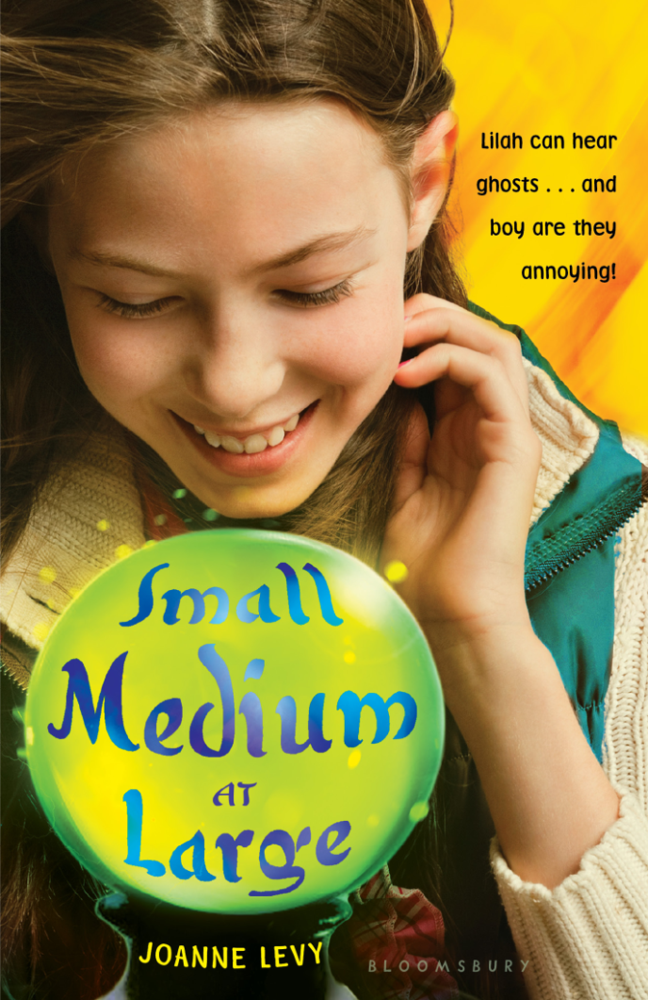 Lilah can hear
ghosts . . . and
boy are they
annoying!
Small
Medium
AT
Large
JOANNE LEVY
BLOOMSBURY